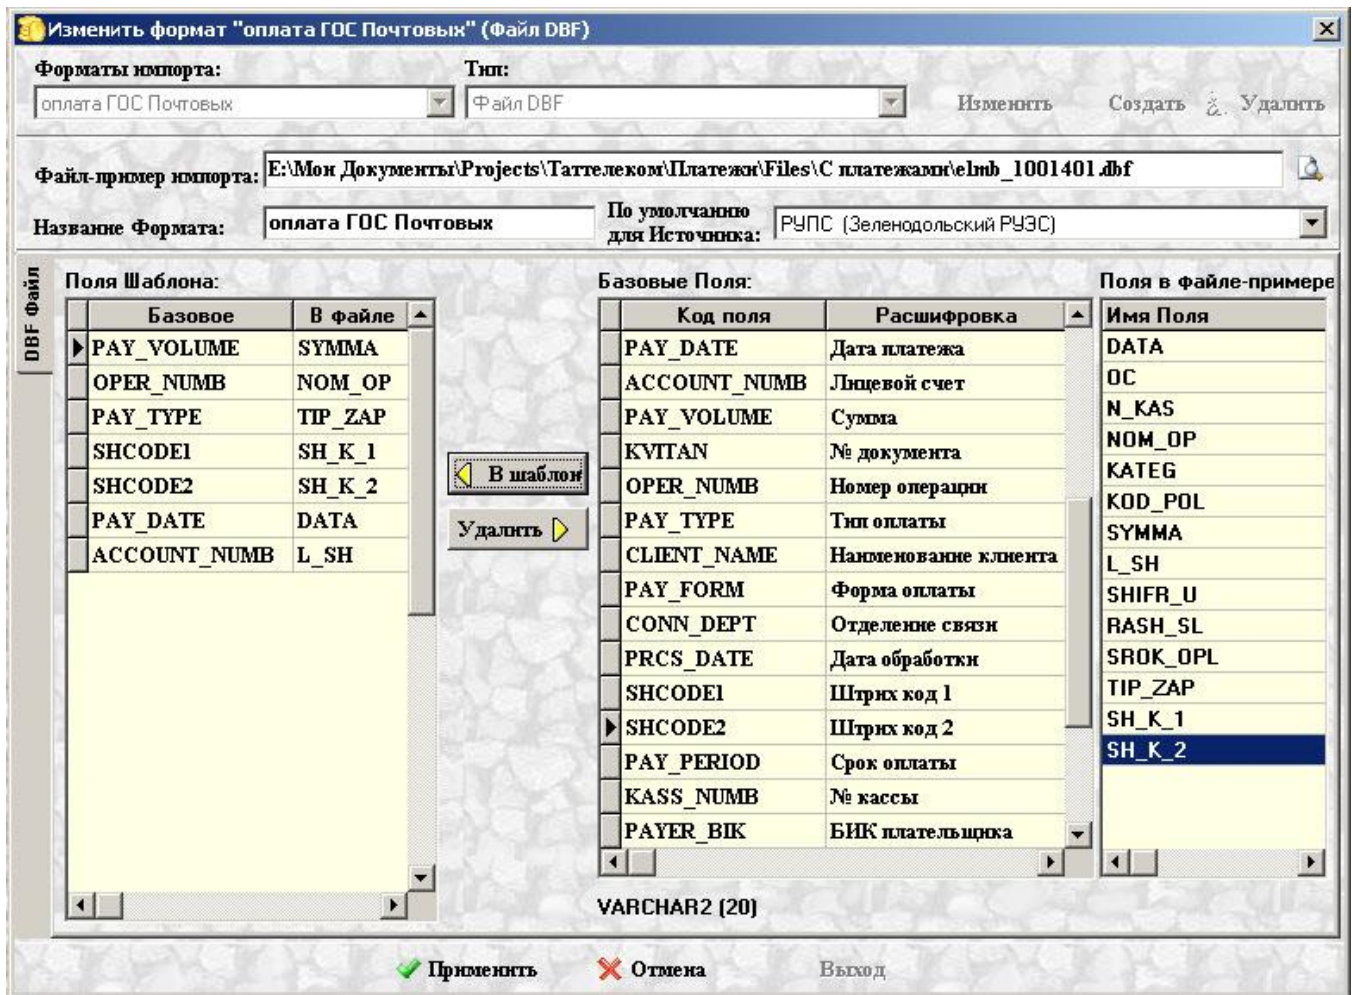 Изменить формат "оплата ГОС Почтовых" (Файл DBF)
Форматы импорта: Тип:
оплата ГОС Почтовых Файл DBF Изменить Создать Удалить
Файл-пример импорта: E:\Мои Документы\Projects\Таттелеком\Платежи\Files\С платежами\elmb_1001401.dbf
Название Формата: оплата ГОС Почтовых По умолчанию для Источника: РУПС (Зеленодольский РУЭС)
DBF Файл
Поля Шаблона:
Базовое В файле
PAY_VOLUME SYMMA
OPER_NUMB NOM_OP
PAY_TYPE TIP_ZAP
SHCODE1 SH_K_1
SHCODE2 SH_K_2
PAY_DATE DATA
ACCOUNT_NUMB L_SH
В шаблон
Удалить
Базовые Поля:
Код поля Расшифровка
PAY_DATE Дата платежа
ACCOUNT_NUMB Лицевой счет
PAY_VOLUME Сумма
KVITAN № документа
OPER_NUMB Номер операции
PAY_TYPE Тип оплаты
CLIENT_NAME Наименование клиента
PAY_FORM Форма оплаты
CONN_DEPT Отделение связи
PRCS_DATE Дата обработки
SHCODE1 Штрих код 1
SHCODE2 Штрих код 2
PAY_PERIOD Срок оплаты
KASS_NUMB № кассы
PAYER_BIK БИК плательщика
VARCHAR2 (20)
Поля в Файле-примере
Имя Поля
DATA
OC
N_KAS
NOM_OP
KATEG
KOD_POL
SYMMA
L_SH
SHIFR_U
RASH_SL
SROK_OPL
TIP_ZAP
SH_K_1
SH_K_2
Применить Отмена Выход